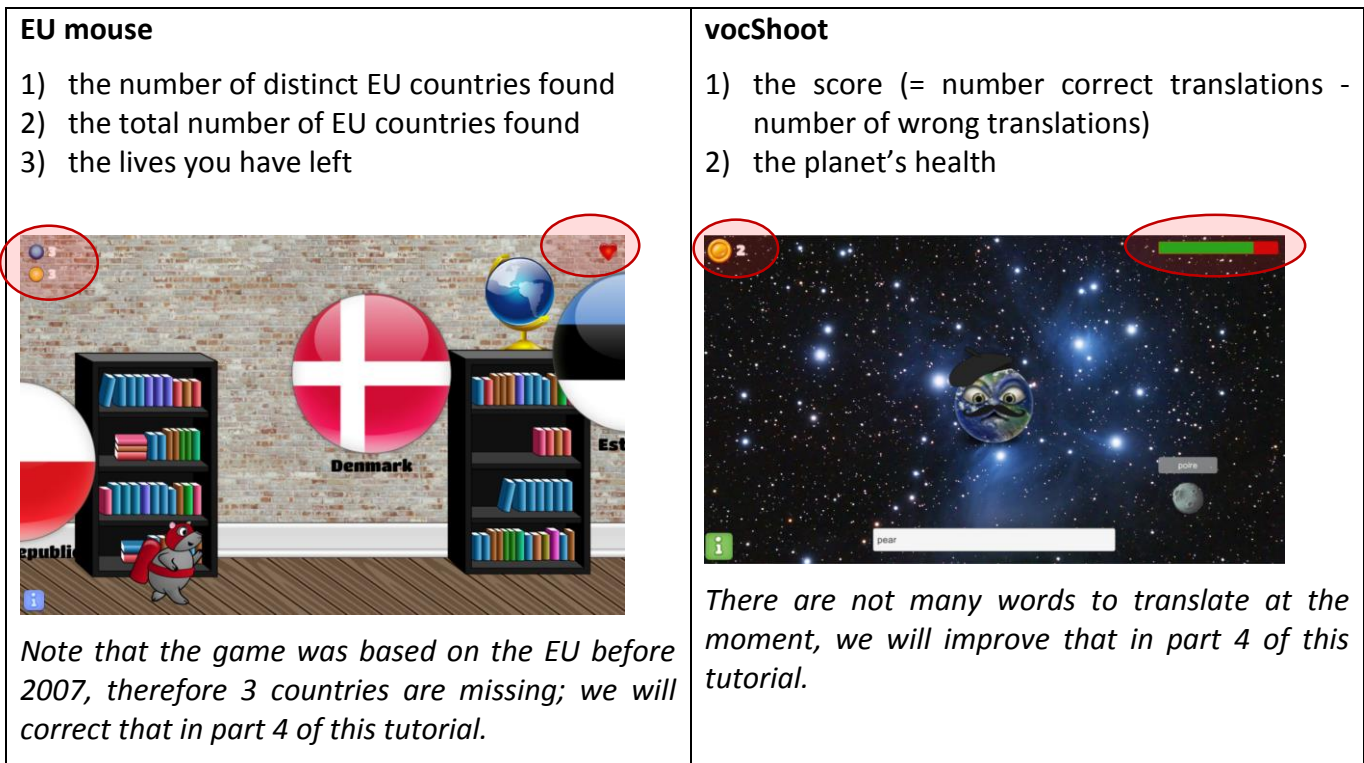 EU mouse
1) the number of distinct EU countries found
2) the total number of EU countries found
3) the lives you have left
3
3
Denmark
Est
epublic
i
Note that the game was based on the EU before
2007, therefore 3 countries are missing; we will
correct that in part 4 of this tutorial.
vocShoot
1) the score (= number correct translations -
number of wrong translations)
2) the planet's health
2
poire
pear
i
There are not many words to translate at the
moment, we will improve that in part 4 of this
tutorial.